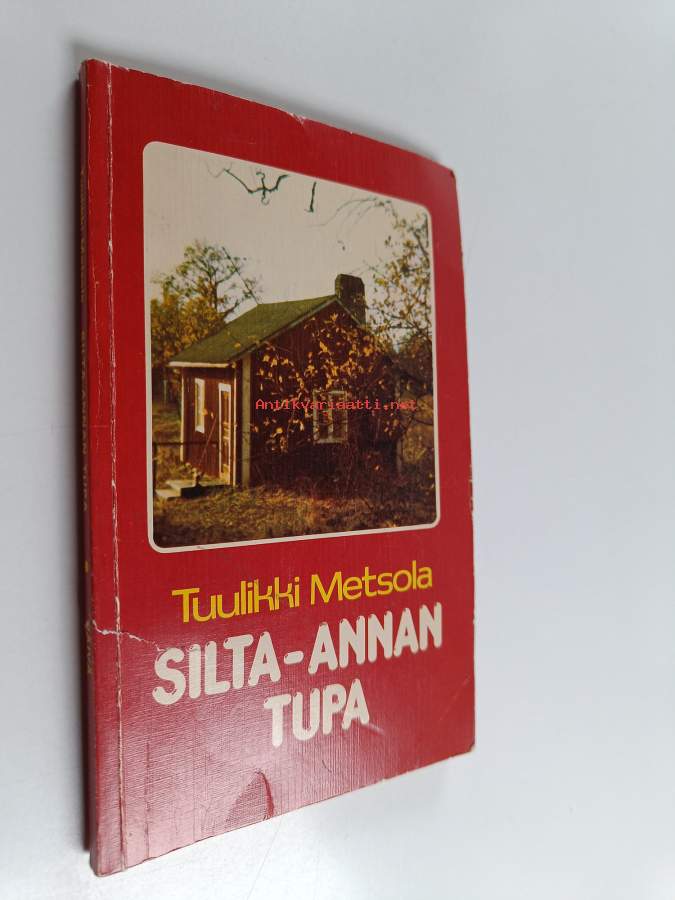 Antikvariaatti.net
Tuulikki Metsola
SILTA-ANNAN
TUPA